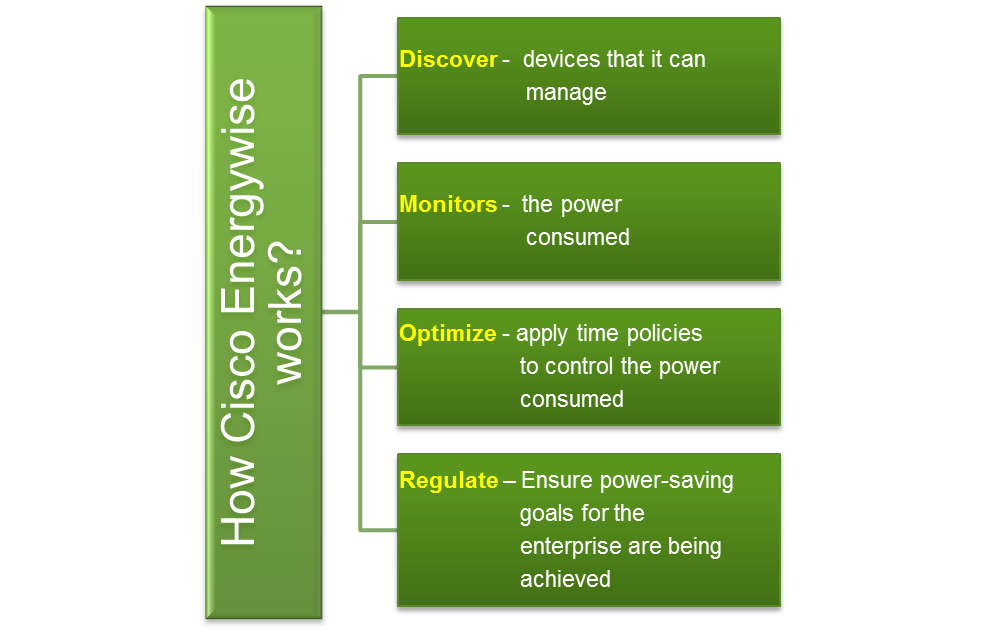 How Cisco Energywise
works?
Discover - devices that it can
manage
Monitors - the power
consumed
Optimize - apply time policies
to control the power
consumed
Regulate – Ensure power-saving
goals for the
enterprise are being
achieved